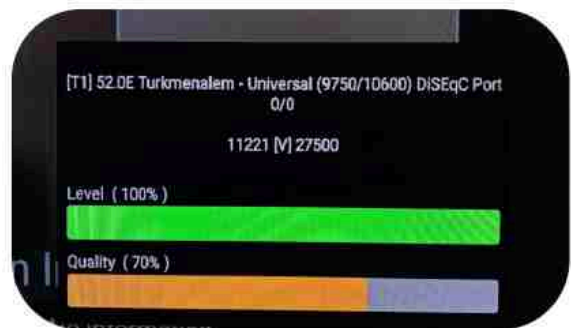 [T1] 52.0E Turkmenalem - Universal (9750/10600) DiSEqC Port
0/0
11221 [V] 27500
Level ( 100% )
Quality ( 70% )